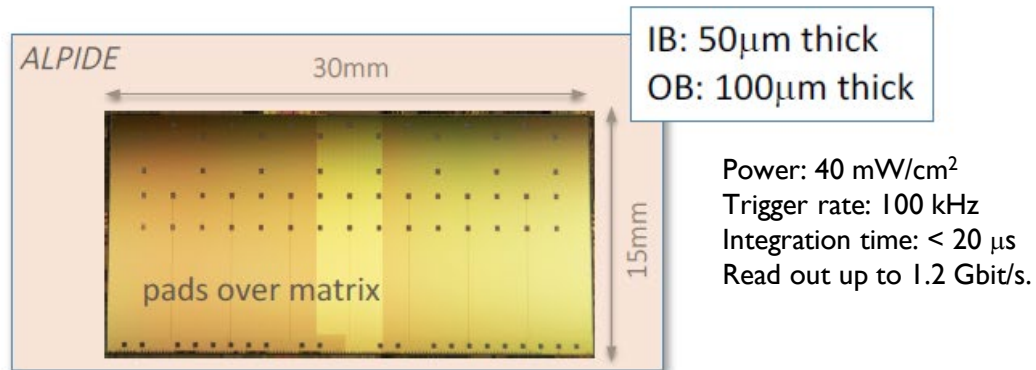 ALPIDE
30mm
IB: 50μm thick
OB: 100μm thick
15mm
pads over matrix
Power: 40 mW/cm²
Trigger rate: 100 kHz
Integration time: < 20 μs
Read out up to 1.2 Gbit/s.